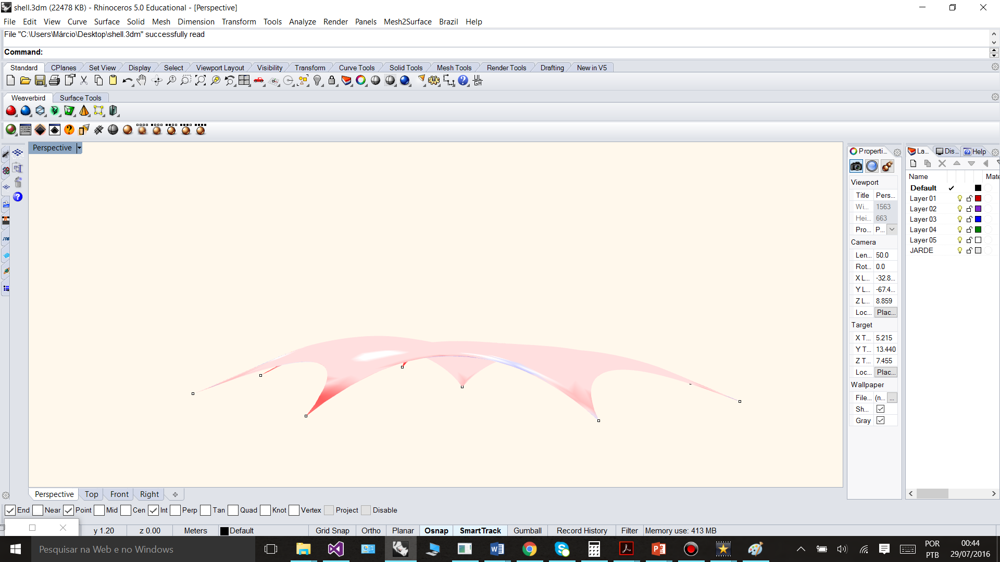 shell.3dm (22478 KB) - Rhinoceros 5.0 Educational - [Perspective]
File Edit View Curve Surface Solid Mesh Dimension Transform Tools Analyze Render Panels Mesh2Surface Brazil Help
File "C:\Users\Márcio\Desktop\shell.3dm" successfully read
Command:
Standard CPlanes Set View Display Select Viewport Layout Visibility Transform Curve Tools Solid Tools Mesh Tools Render Tools Drafting New in V5
Weaverbird Surface Tools
Perspective
Properti...
Viewport
Title Pers...
Wi... 1563
Hei... 663
Pro... P...
Camera
Len... 50.0
Rot... 0.0
X L... -32.8...
Y L... -67.4...
Z L... 8.859
Loc... Plac...
Target
X T... 5.215
Y T... 13.440
Z T... 7.455
Loc... Plac...
Wallpaper
File... (n... ...
Sh...
Gray
La... Dis... Help
Name Mate
Default
Layer 01
Layer 02
Layer 03
Layer 04
Layer 05
JARDE
Perspective Top Front Right
End Near Point Mid Cen Int Perp Tan Quad Knot Vertex Project Disable
y 1.20 z 0.00 Meters Default Grid Snap Ortho Planar Osnap SmartTrack Gumball Record History Filter Memory use: 413 MB
Pesquisar na Web e no Windows
POR
PTB
00:44
29/07/2016